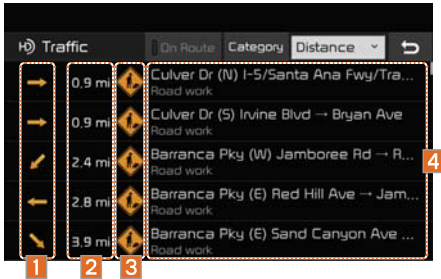 Traffic
On Route Category Distance
0.9 mi Culver Dr (N) I-5/Santa Ana Fwy/Tra...
Road work
0.9 mi Culver Dr (S) Irvine Blvd → Bryan Ave
Road work
2.4 mi Barranca Pky (W) Jamboree Rd → R...
Road work
2.8 mi Barranca Pky (E) Red Hill Ave → Jam...
Road work
3.9 mi Barranca Pky (E) Sand Canyon Ave ...
Road work
4
1 2 3